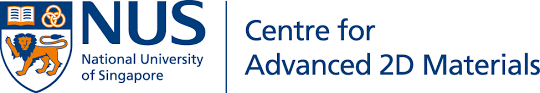 NUS
National University
of Singapore
Centre for
Advanced 2D Materials